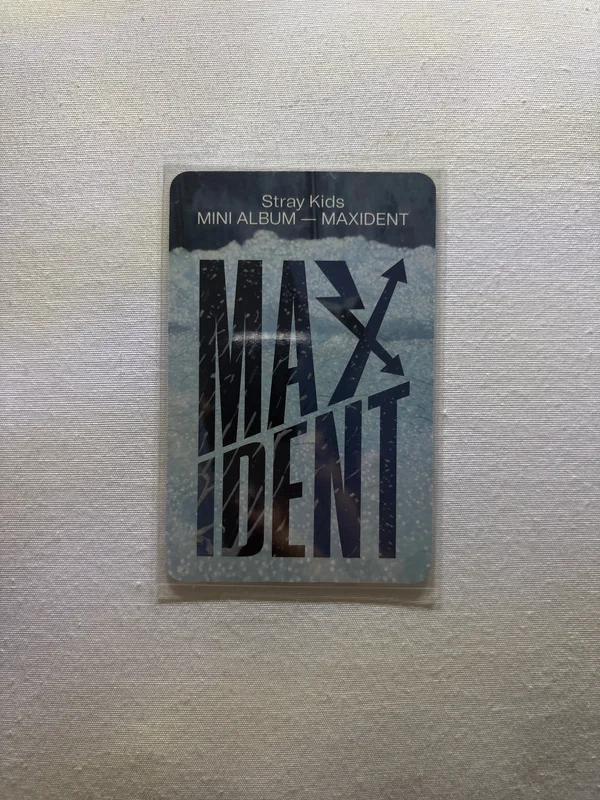 Stray Kids
MINI ALBUM — MAXIDENT
MAX
IDENT